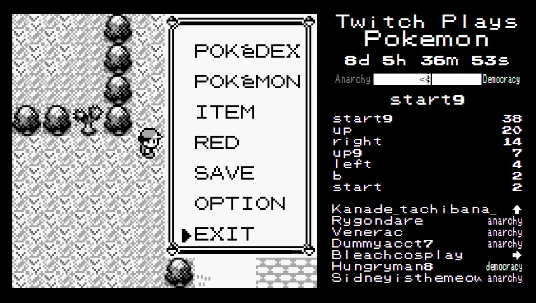 POKéDEX
POKéMON
ITEM
RED
SAVE
OPTION
EXIT
Twitch Plays
Pokemon
8d 5h 36m 53s
Anarchy Democracy
start9
start9 38
up 20
right 14
up9 7
left 4
b 2
start 2
Kanade_tachibana_ ↑
Rygondare anarchy
Venerac anarchy
Dummyacct7 anarchy
Bleachcosplay →
Hungryman8 democracy
Sidneyisthemeow anarchy